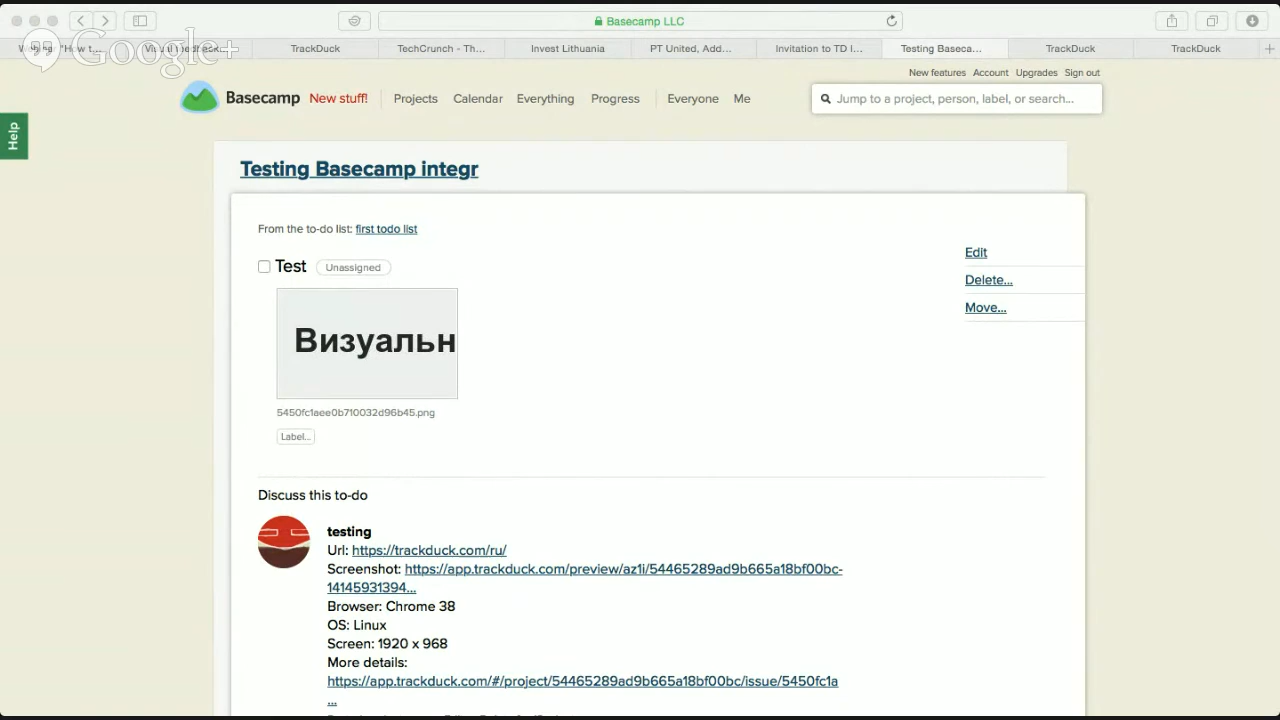 Basecamp LLC
Visual feedback...
TrackDuck
TechCrunch - Th...
Invest Lithuania
PT United, Add...
Invitation to TD I...
Testing Baseca...
TrackDuck
TrackDuck
Google+
New features Account Upgrades Sign out
Basecamp New stuff! Projects Calendar Everything Progress Everyone Me
Jump to a project, person, label, or search...
Help
Testing Basecamp integr
From the to-do list: first todo list
Test Unassigned
Edit
Delete...
Move...
Визуальн
5450fc1aee0b710032d96b45.png
Label...
Discuss this to-do
testing
Url: https://trackduck.com/ru/
Screenshot: https://app.trackduck.com/preview/az1i/54465289ad9b665a18bf00bc-
14145931394...
Browser: Chrome 38
OS: Linux
Screen: 1920 x 968
More details:
https://app.trackduck.com/#/project/54465289ad9b665a18bf00bc/issue/5450fc1a
...